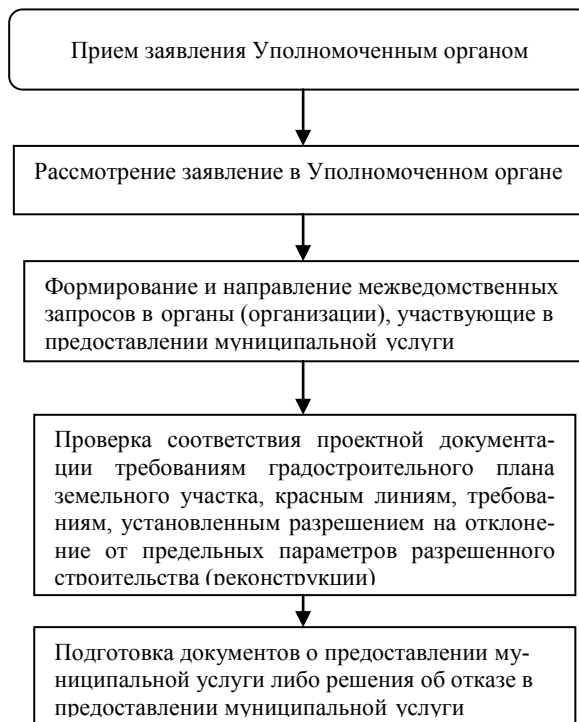 Прием заявления Уполномоченным органом
Рассмотрение заявление в Уполномоченном органе
Формирование и направление межведомственных
запросов в органы (организации), участвующие в
предоставлении муниципальной услуги
Проверка соответствия проектной документа-
ции требованиям градостроительного плана
земельного участка, красным линиям, требова-
ниям, установленным разрешением на отклоне-
ние от предельных параметров разрешенного
строительства (реконструкции)
Подготовка документов о предоставлении му-
ниципальной услуги либо решения об отказе в
предоставлении муниципальной услуги